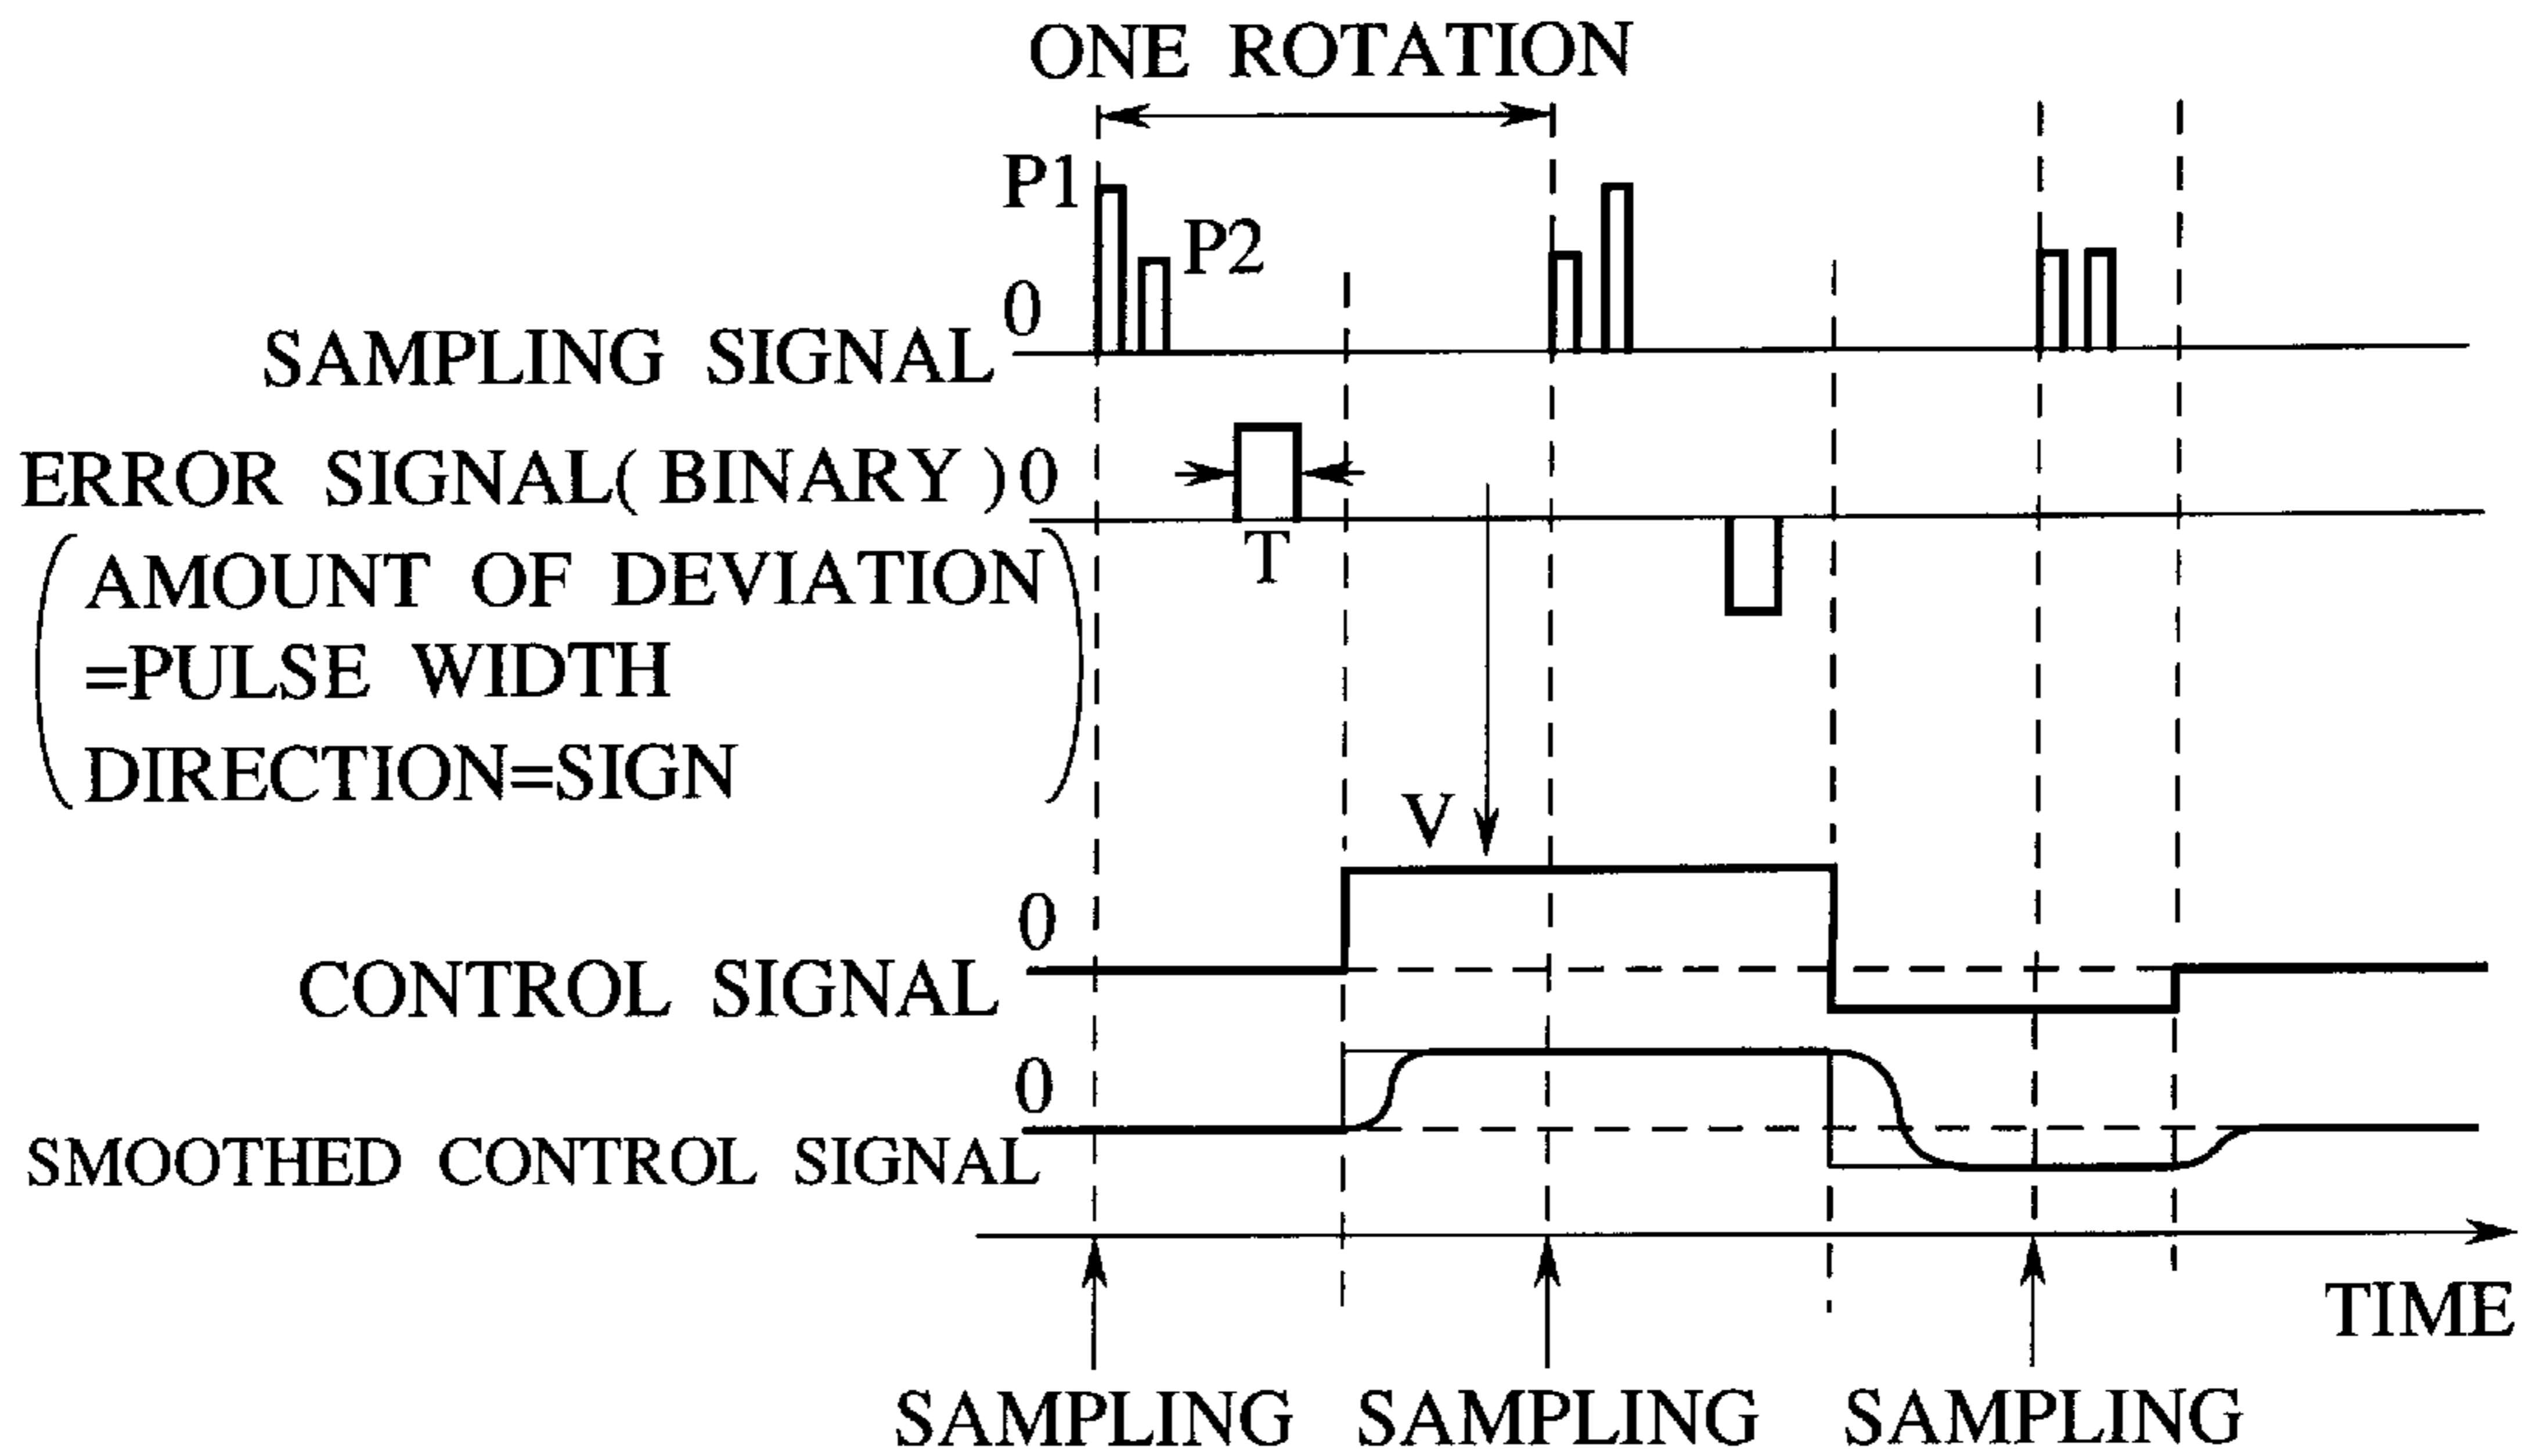 ONE ROTATION
P1
P2
0
SAMPLING SIGNAL
ERROR SIGNAL( BINARY ) 0
T
AMOUNT OF DEVIATION
=PULSE WIDTH
DIRECTION=SIGN
V
0
CONTROL SIGNAL
0
SMOOTHED CONTROL SIGNAL
TIME
SAMPLING SAMPLING SAMPLING